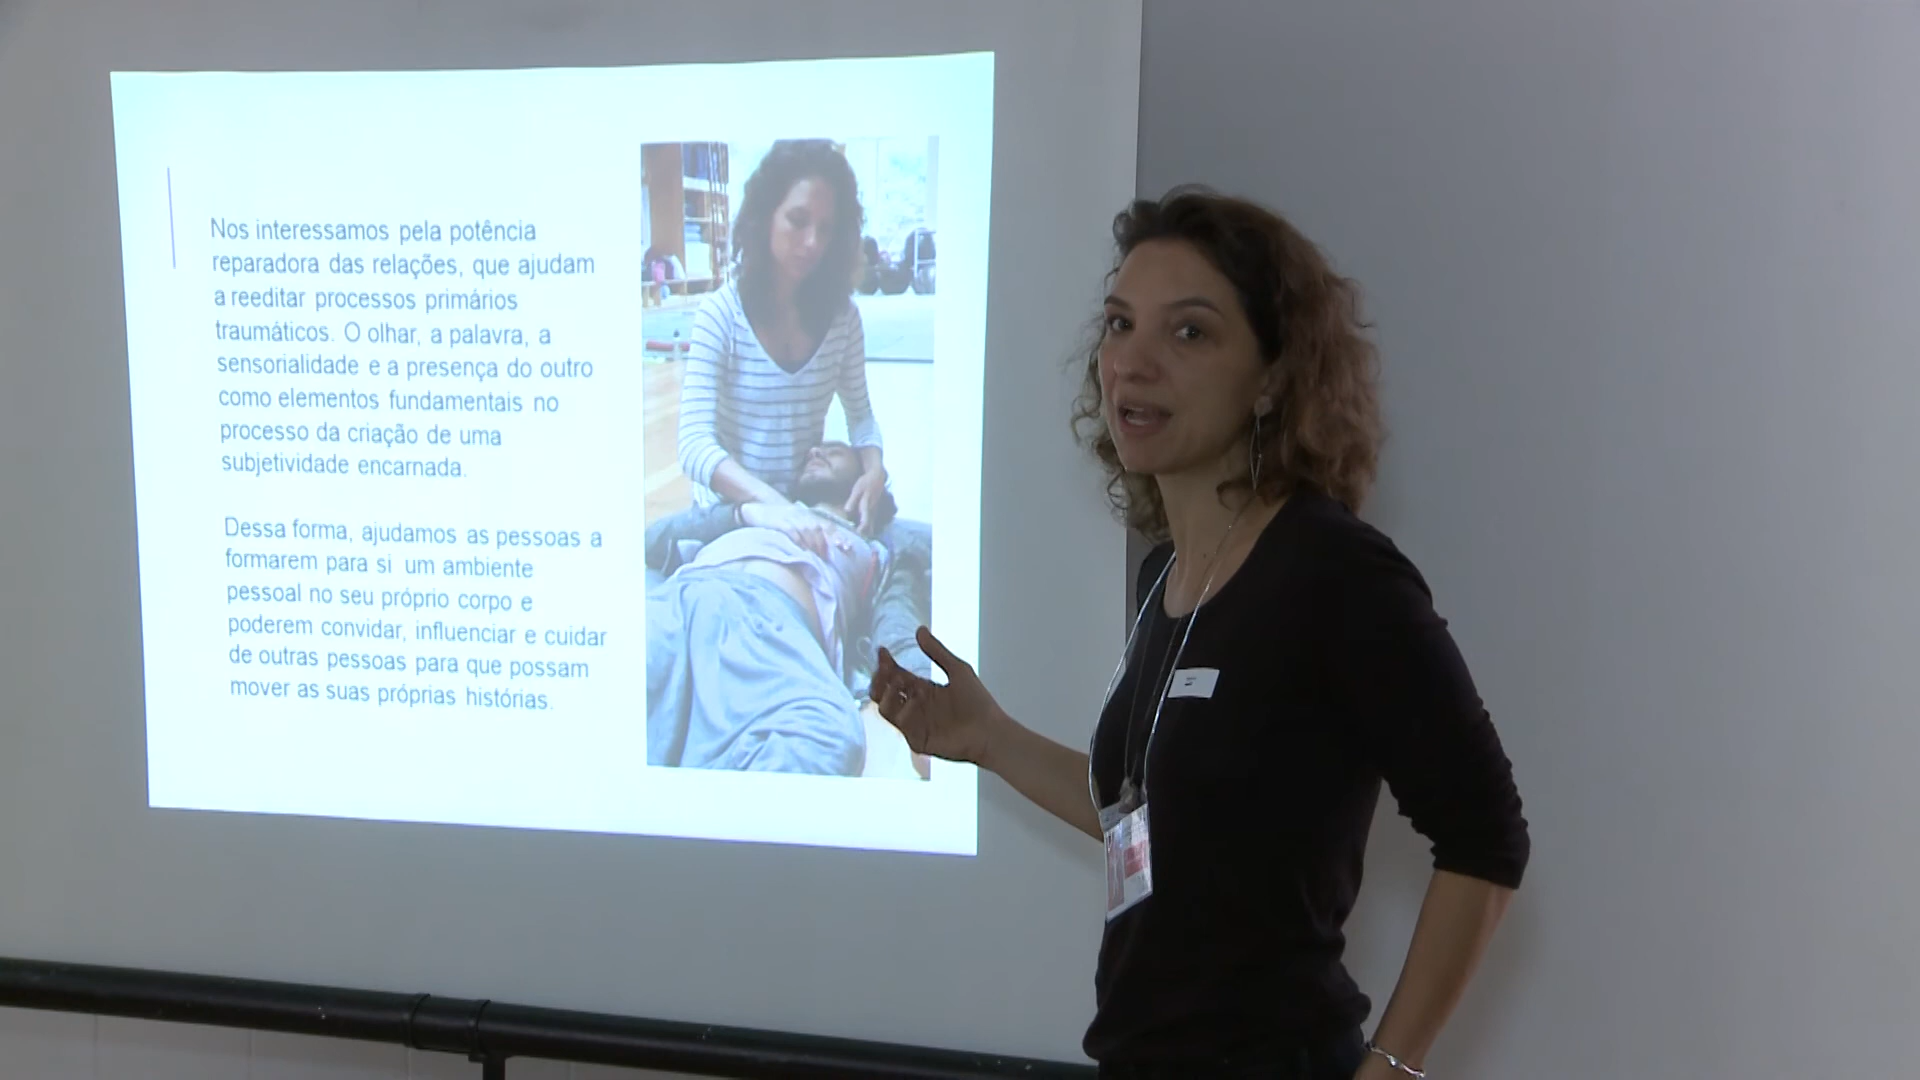 Nos interessamos pela potência
reparadora das relações, que ajudam
a reeditar processos primários
traumáticos. O olhar, a palavra, a
sensorialidade e a presença do outro
como elementos fundamentais no
processo da criação de uma
subjetividade encarnada.
Dessa forma, ajudamos as pessoas a
formarem para si um ambiente
pessoal no seu próprio corpo e
poderem convidar, influenciar e cuidar
de outras pessoas para que possam
mover as suas próprias histórias.